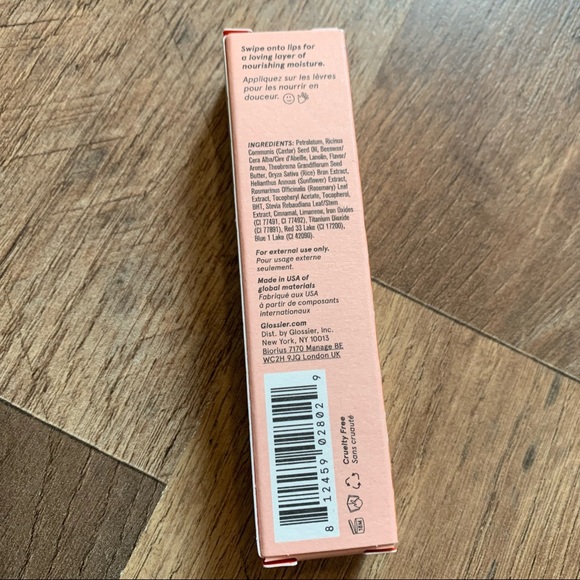 Swipe onto lips for
a loving layer of
nourishing moisture.
Appliquez sur les lèvres
pour les nourrir en
douceur.
INGREDIENTS: Petrolatum, Ricinus
Communis (Castor) Seed Oil, Beeswax/
Cera Alba/Cire d'Abeille, Lanolin, Flavor/
Aroma, Theobroma Grandiflorum Seed
Butter, Oryza Sativa (Rice) Bran Extract,
Helianthus Annuus (Sunflower) Extract,
Rosmarinus Officinalis (Rosemary) Leaf
Extract, Tocopheryl Acetate, Tocopherol,
BHT, Stevia Rebaudiana Leaf/Stem
Extract, Cinnamal, Limonene, Iron Oxides
(CI 77491, CI 77492), Titanium Dioxide
(CI 77891), Red 33 Lake (CI 17200),
Blue 1 Lake (CI 42090).
For external use only.
Pour usage externe
seulement.
Made in USA of
global materials
Fabriqué aux USA
à partir de composants
internationaux
Glossier.com
Dist. by Glossier, Inc.
New York, NY 10013
Biorius 7170 Manage BE
WC2H 9JQ London UK
8 12459 02802 9
Cruelty Free
Sans cruauté
18M